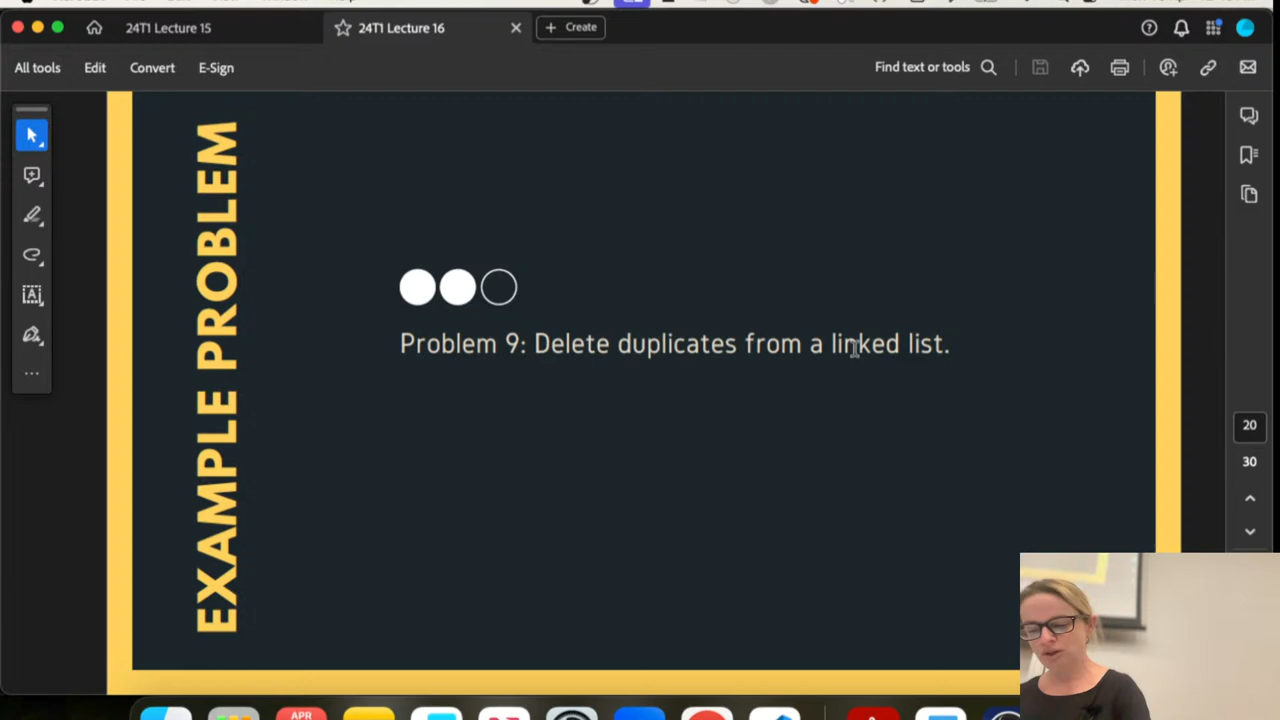 24T1 Lecture 15
24T1 Lecture 16
Create
All tools
Edit
Convert
E-Sign
Find text or tools
EXAMPLE PROBLEM
Problem 9: Delete duplicates from a linked list.
20
30
APR